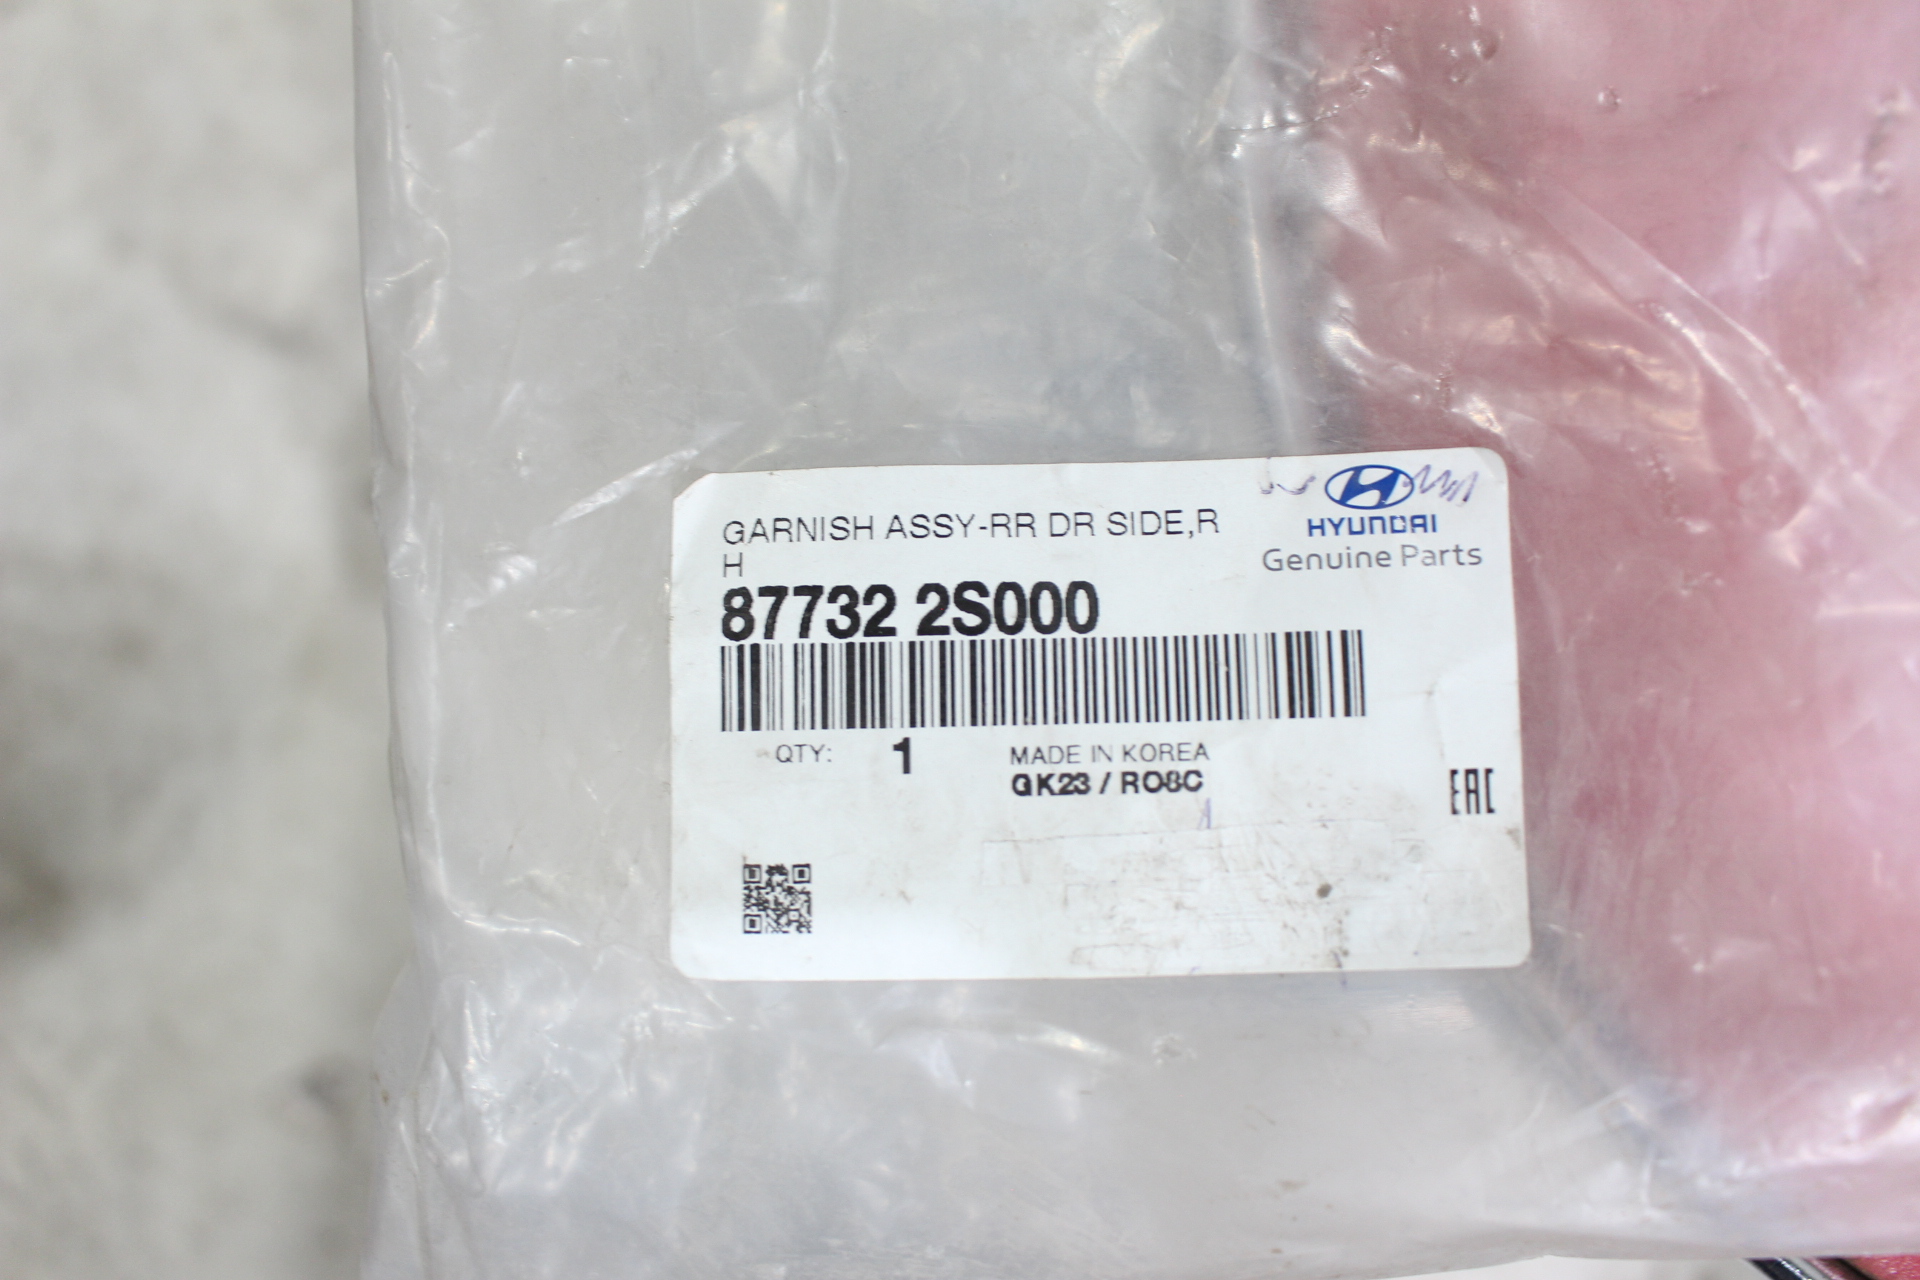 GARNISH ASSY-RR DR SIDE,R
H
HYUNDAI
Genuine Parts
87732 2S000
QTY: 1 MADE IN KOREA
GK23 / RO8C
EAC